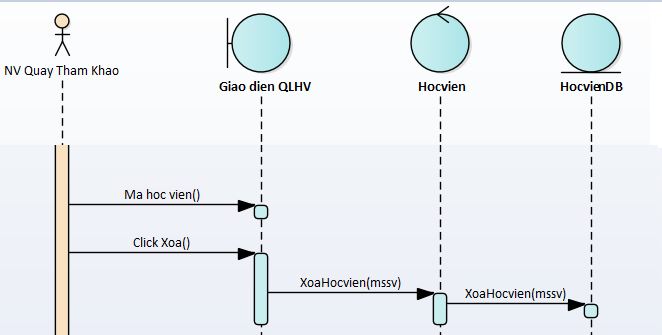 NV Quay Tham Khao
Giao dien QLHV
Hocvien
HocvienDB
Ma hoc vien()
Click Xoa()
XoaHocvien(mssv)
XoaHocvien(mssv)